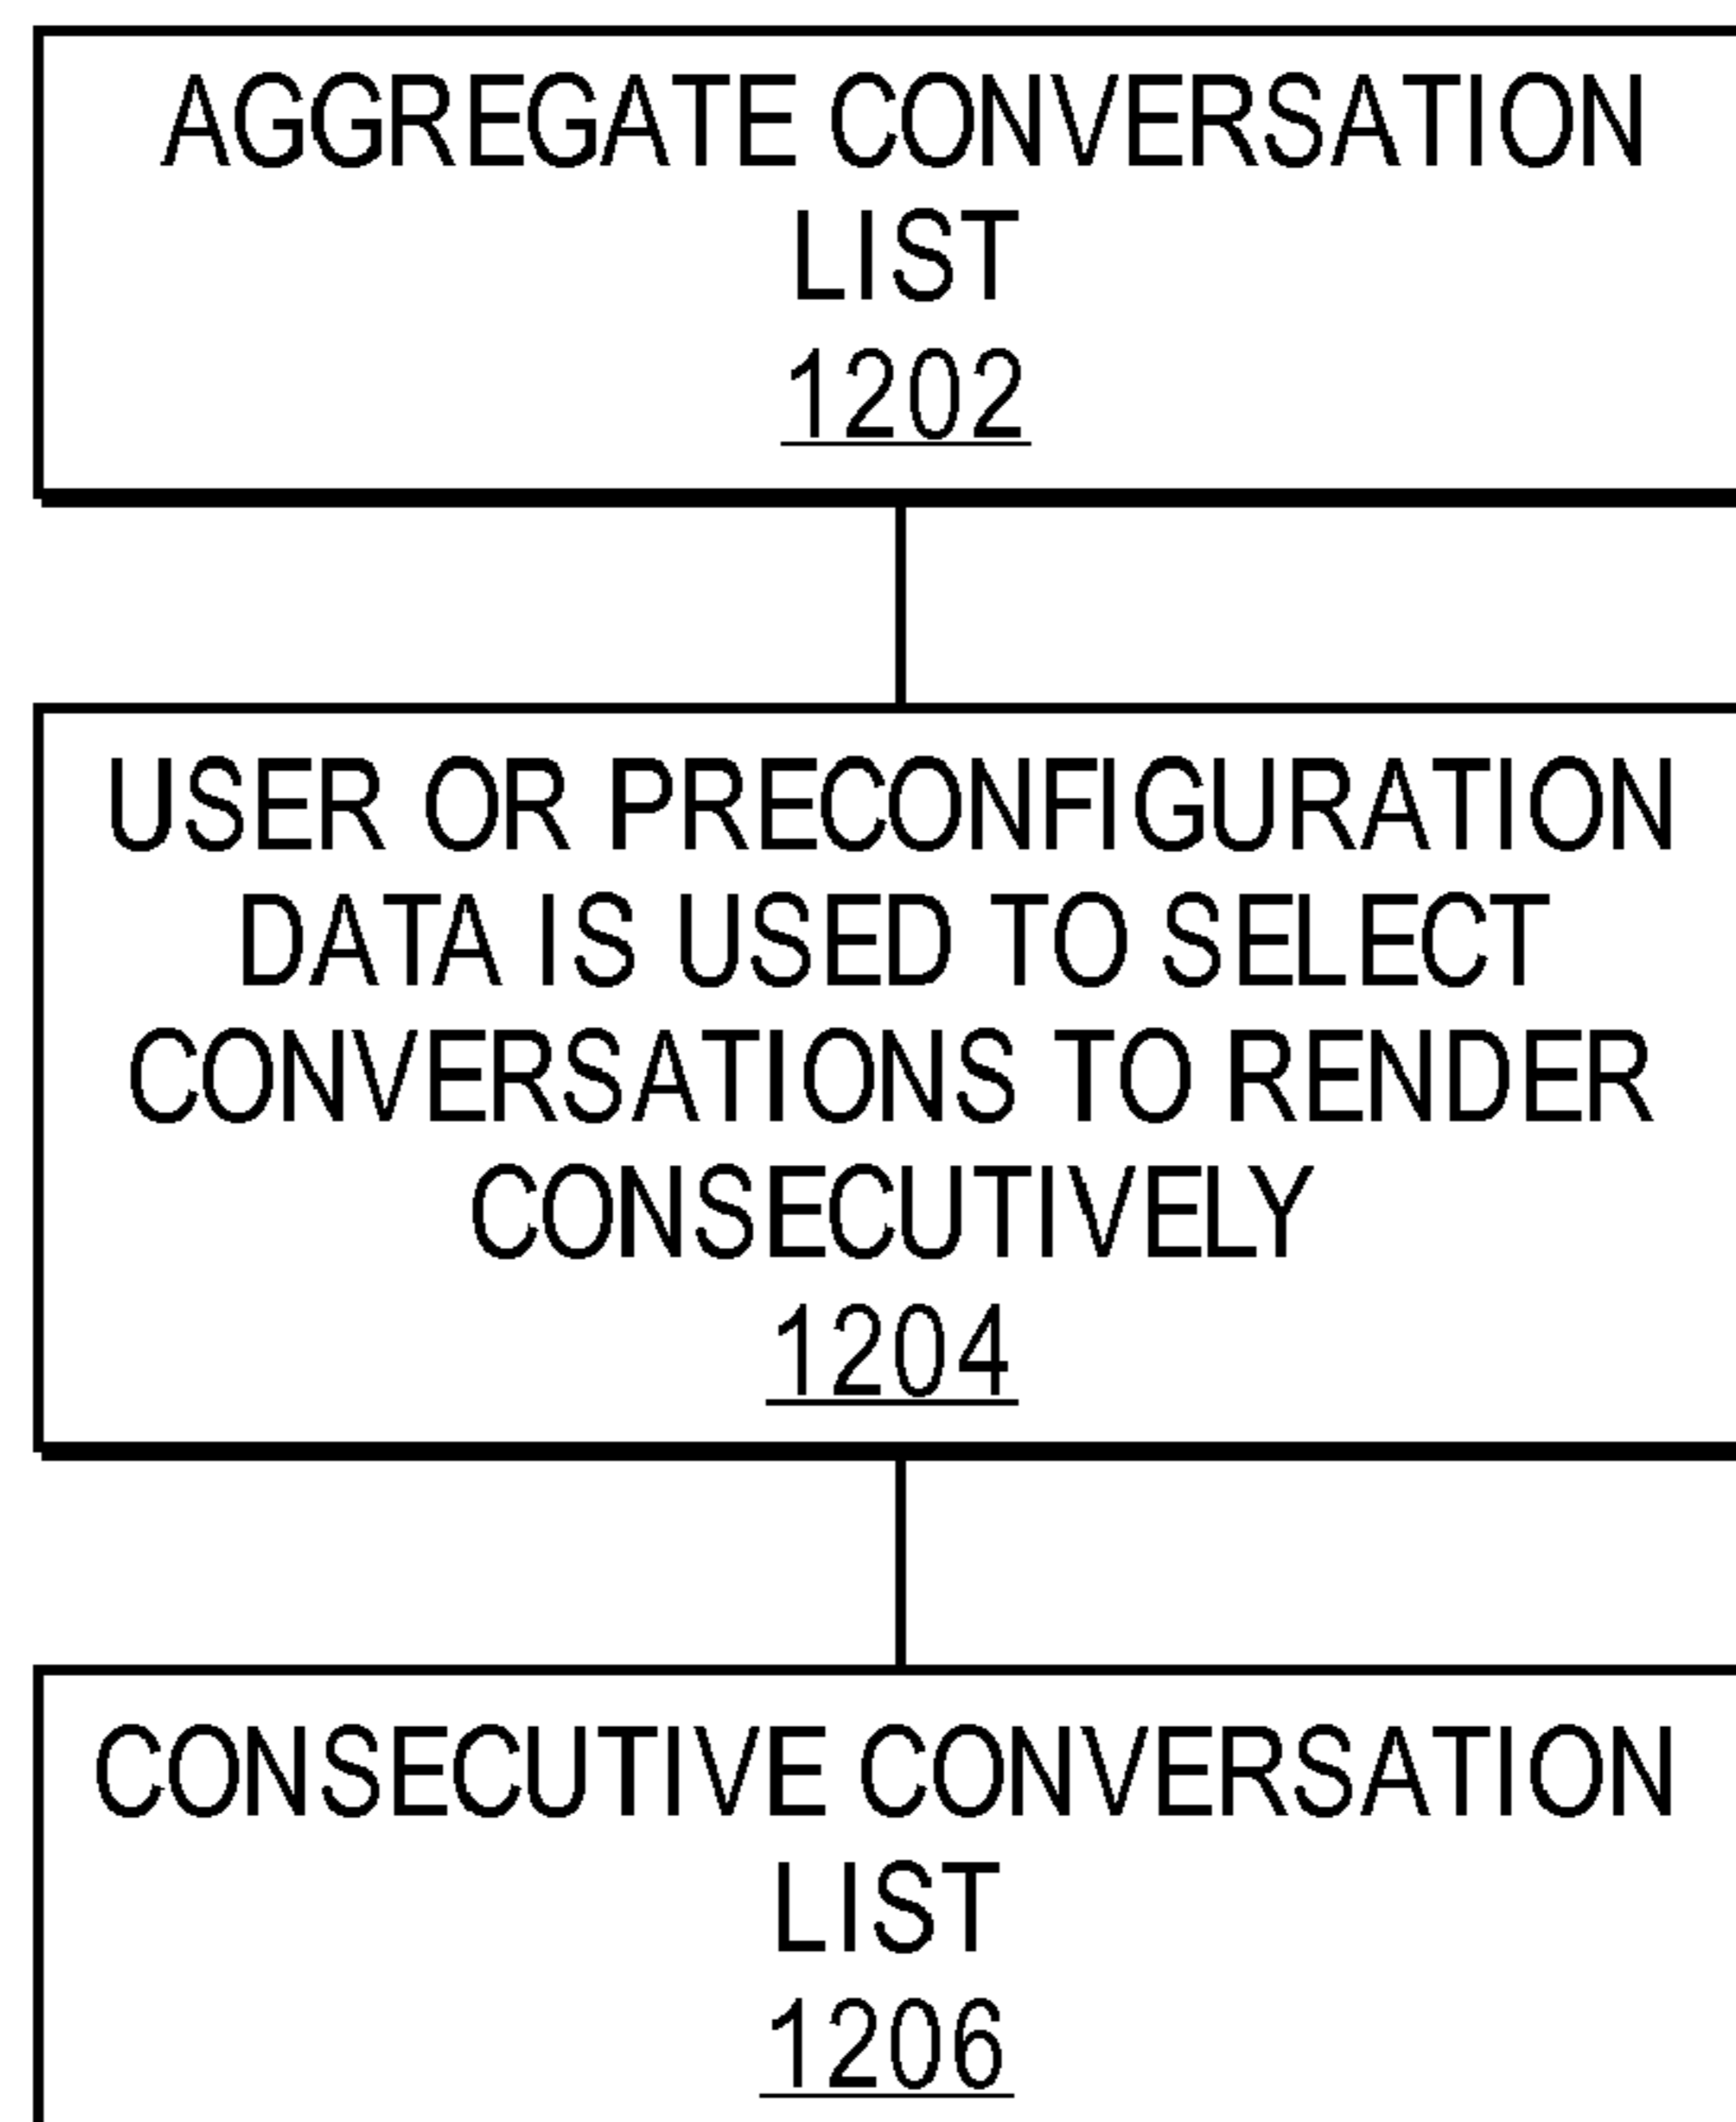 AGGREGATE CONVERSATION
LIST
1202
USER OR PRECONFIGURATION
DATA IS USED TO SELECT
CONVERSATIONS TO RENDER
CONSECUTIVELY
1204
CONSECUTIVE CONVERSATION
LIST
1206